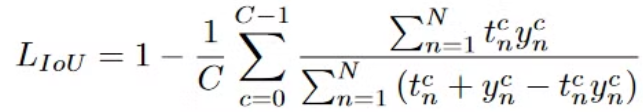 L_{IoU} = 1 - \frac{1}{C} \sum_{c=0}^{C-1} \frac{\sum_{n=1}^{N} t_n^c y_n^c}{\sum_{n=1}^{N} (t_n^c + y_n^c - t_n^c y_n^c)}